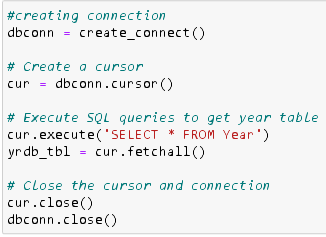 #creating connection
dbconn = create_connect()
# Create a cursor
cur = dbconn.cursor()
# Execute SQL queries to get year table
cur.execute('SELECT * FROM Year')
yrdb_tbl = cur.fetchall()
# Close the cursor and connection
cur.close()
dbconn.close()